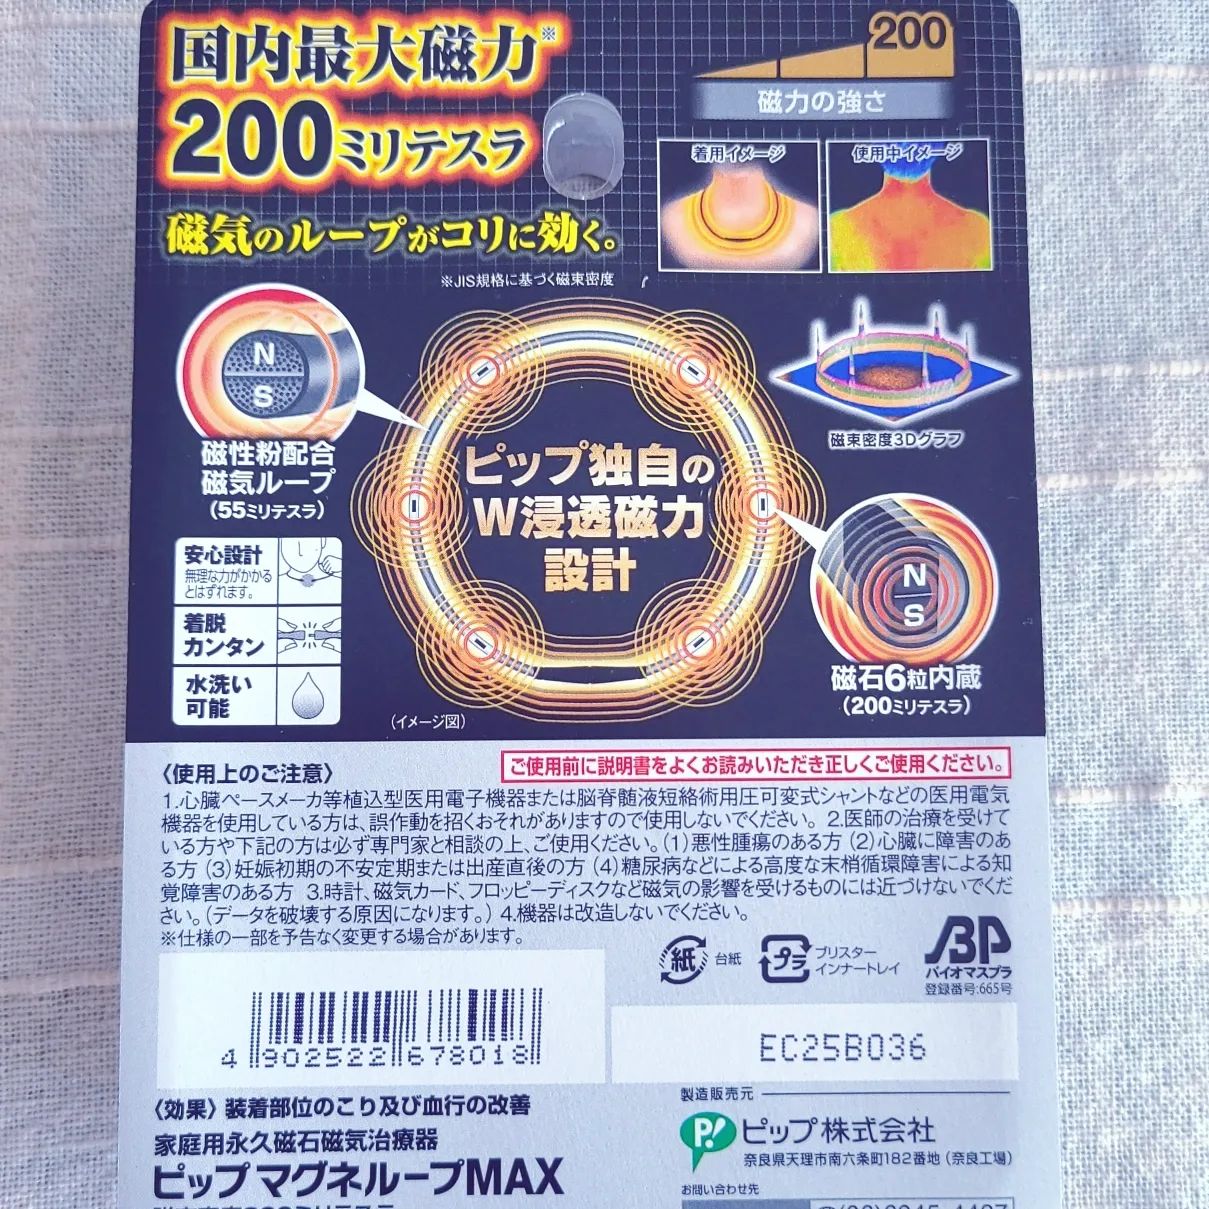 国内最大磁力※
200ミリテスラ
磁気のループがコリに効く。
※JIS規格に基づく磁束密度
200
磁力の強さ
着用イメージ
使用中イメージ
磁束密度3Dグラフ
N
S
磁性粉配合
磁気ループ
(55ミリテスラ)
ピップ独自の
W浸透磁力
設計
N
S
磁石6粒内蔵
(200ミリテスラ)
安心設計
無理な力がかかる
とはずれます。
着脱
カンタン
水洗い
可能
(イメージ図)
〈使用上のご注意〉
ご使用前に説明書をよくお読みいただき正しくご使用ください。
1.心臓ペースメーカ等植込型医用電子機器または脳脊髄液短絡術用圧可変式シャントなどの医用電気
機器を使用している方は、誤作動を招くおそれがありますので使用しないでください。 2.医師の治療を受けて
いる方や下記の方は必ず専門家と相談の上、ご使用ください。(1)悪性腫瘍のある方 (2)心臓に障害のあ
る方 (3)妊娠初期の不安定期または出産直後の方 (4)糖尿病などによる高度な末梢循環障害による知
覚障害のある方 3.時計、磁気カード、フロッピーディスクなど磁気の影響を受けるものには近づけないでくだ
さい。(データを破壊する原因になります。) 4.機器は改造しないでください。
※仕様の一部を予告なく変更する場合があります。
紙 台紙
プラ ブリスター
インナートレイ
BP
バイオマスプラ
登録番号:665号
4 902522 678018
EC25B036
〈効果〉装着部位のこり及び血行の改善
家庭用永久磁石磁気治療器
ピップ マグネループMAX
製造販売元
P! ピップ株式会社
奈良県天理市南六条町182番地(奈良工場)
お問い合わせ先